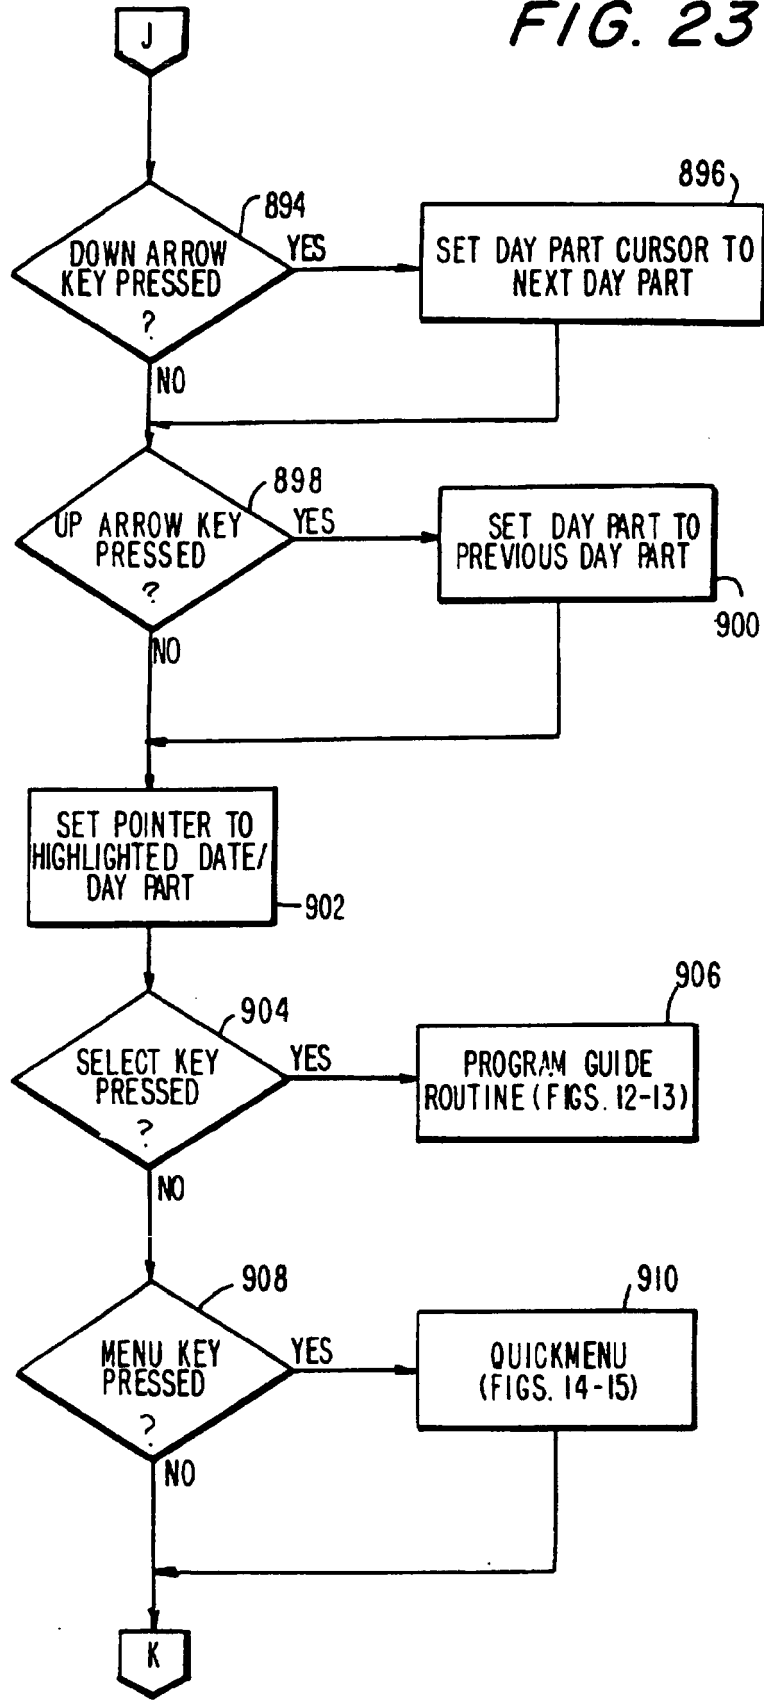 FIG. 23
J
894
DOWN ARROW
KEY PRESSED
?
YES
896
SET DAY PART CURSOR TO
NEXT DAY PART
NO
898
UP ARROW KEY
PRESSED
?
YES
SET DAY PART TO
PREVIOUS DAY PART
900
NO
SET POINTER TO
HIGHLIGHTED DATE/
DAY PART
902
904
SELECT KEY
PRESSED
?
YES
906
PROGRAM GUIDE
ROUTINE (FIGS. 12-13)
NO
908
MENU KEY
PRESSED
?
YES
910
QUICKMENU
(FIGS. 14-15)
NO
K